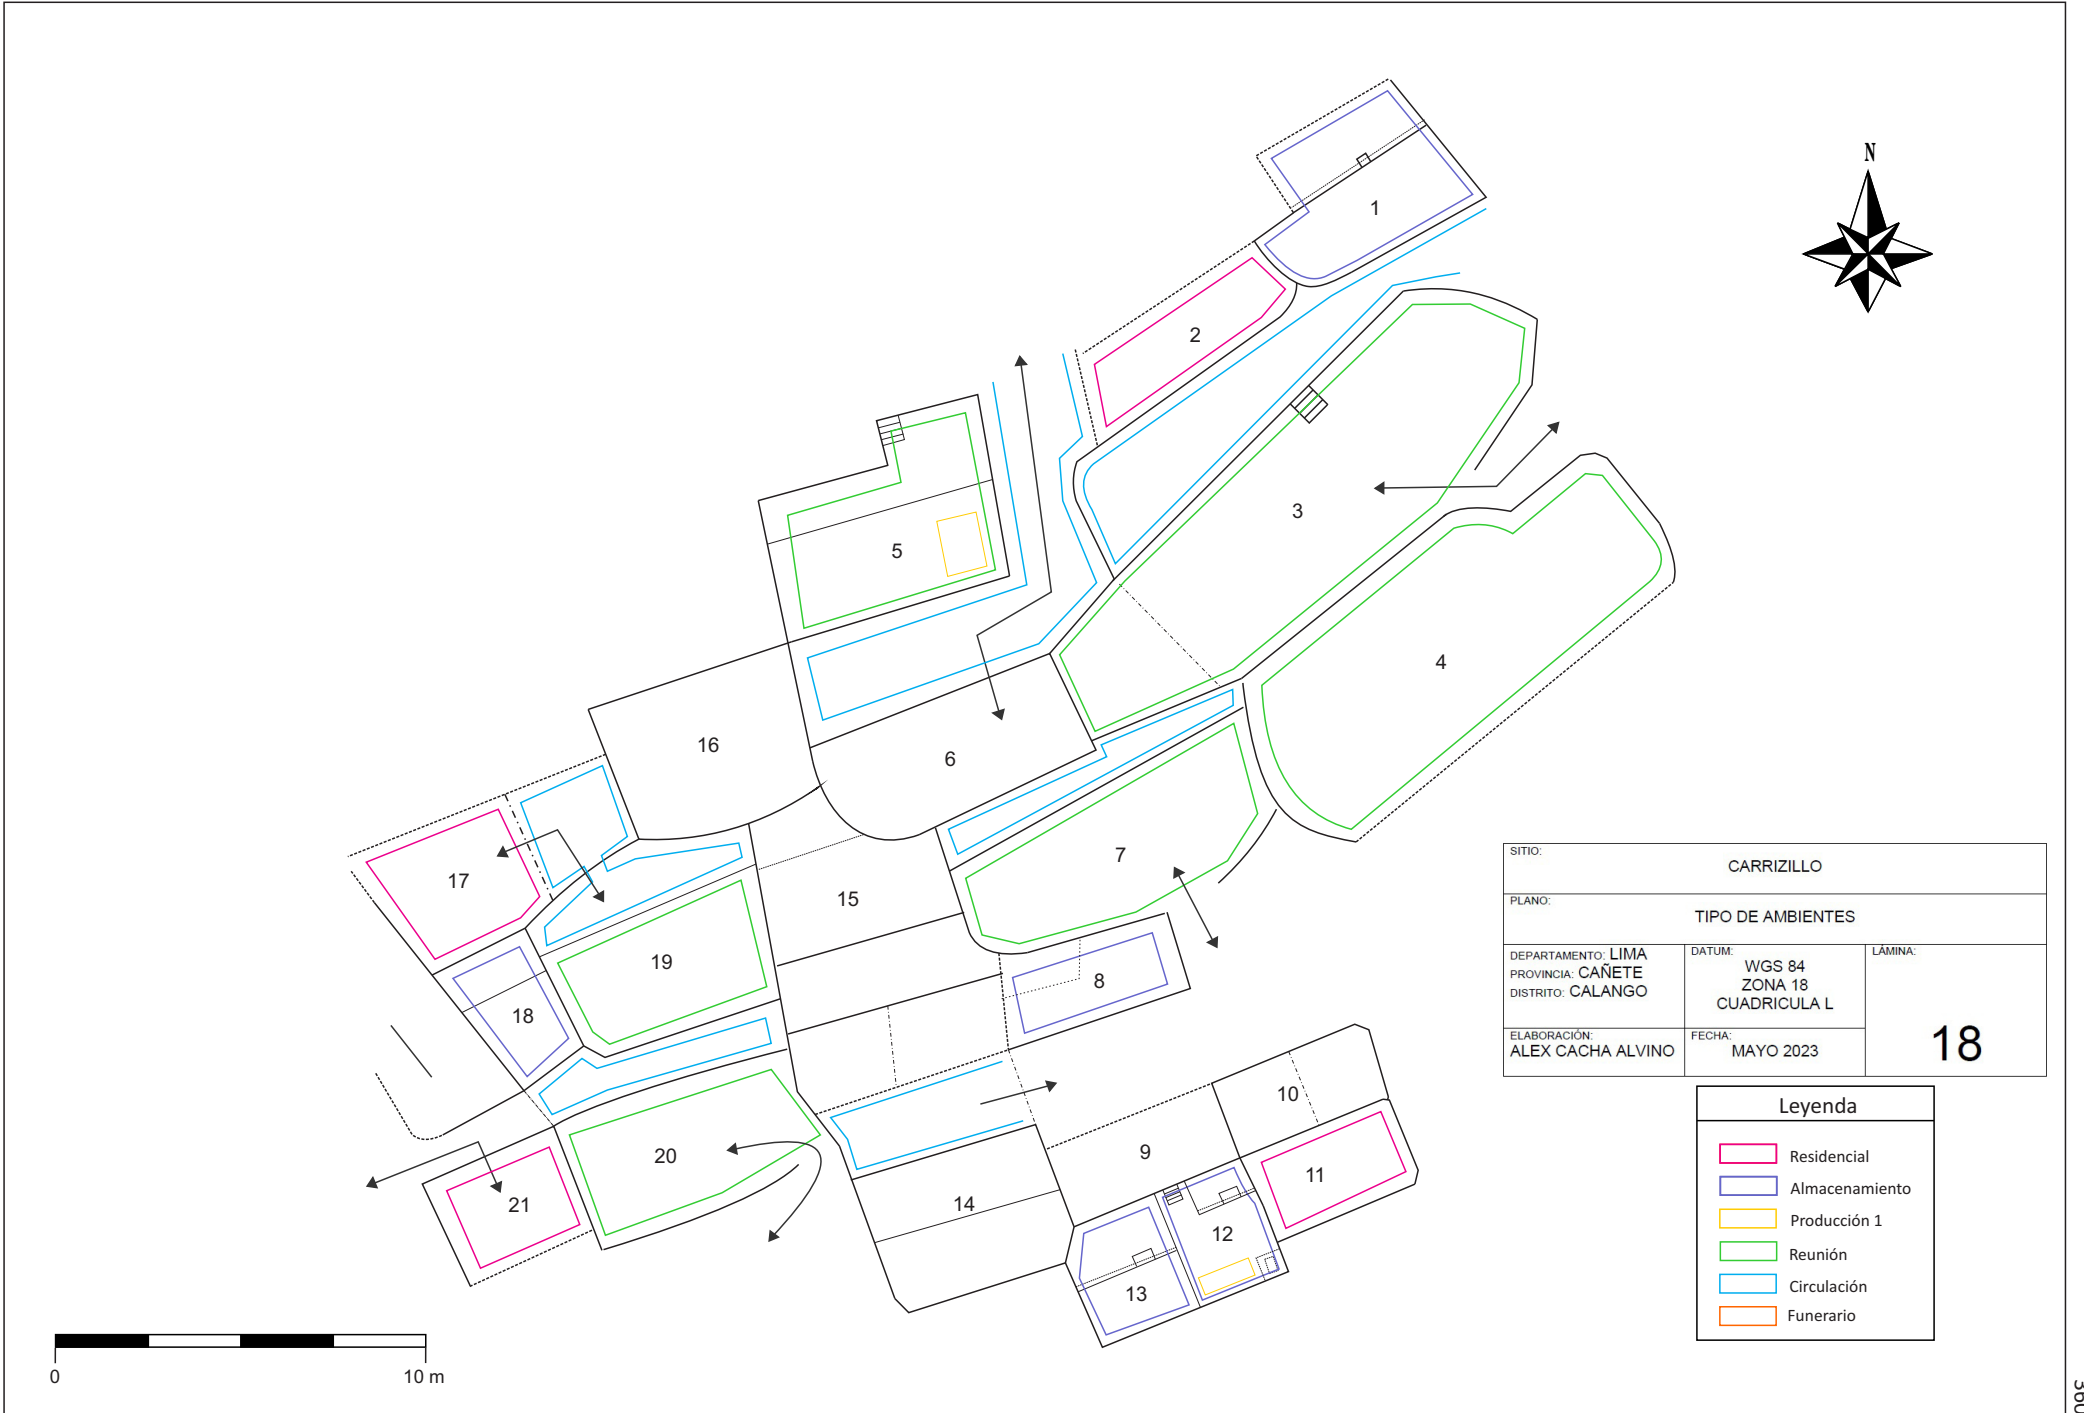 N
1
2
3
5
4
16
6
7
17
15
19
8
18
10
9
20
11
21
14
12
13
0
10 m
SITIO:
CARRIZILLO
PLANO:
TIPO DE AMBIENTES
DEPARTAMENTO: LIMA
PROVINCIA: CAÑETE
DISTRITO: CALANGO
DATUM:
WGS 84
ZONA 18
CUADRICULA L
LÁMINA:
18
ELABORACIÓN:
ALEX CACHA ALVINO
FECHA:
MAYO 2023
Leyenda
Residencial
Almacenamiento
Producción 1
Reunión
Circulación
Funerario